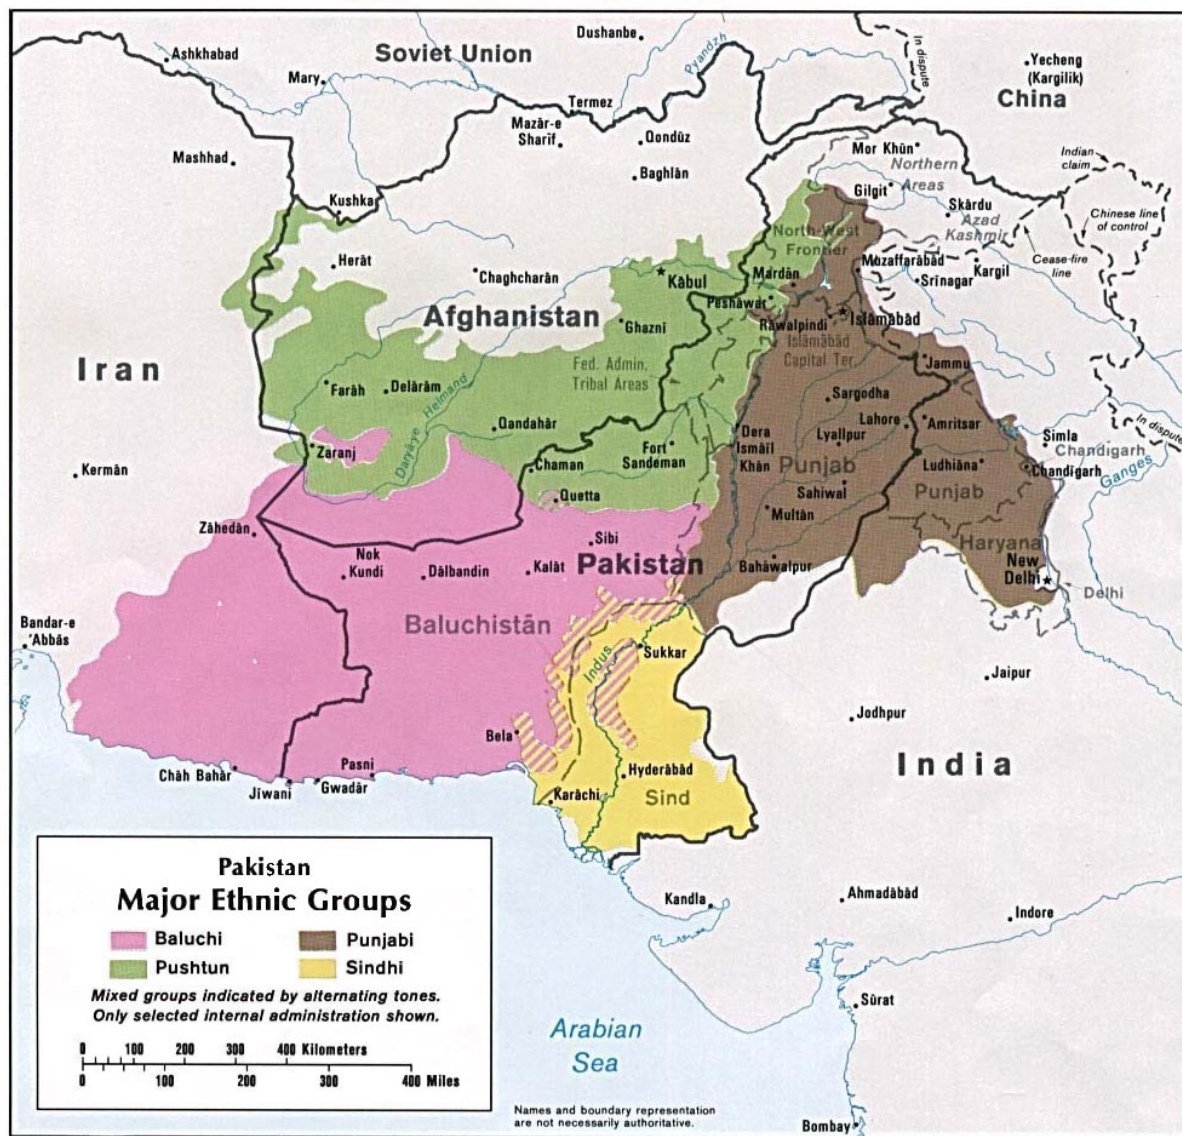 Dushanbe
Soviet Union
Ashkhabad
Mary
Pyandzh
In dispute
Yecheng
(Kargilik)
China
Termez
Mazār-e
Sharīf
Qondūz
Mashhad
Baghlān
Mor Khūn
Northern
Areas
Indian
claim
Gilgit
Skārdu
Azad
Kashmir
Chinese line
of control
Kushka
North-West
Frontier
Herāt
Chaghcharān
Kābul
Mardān
Muzaffarābād
Srīnagar
Kargil
Cease-fire
line
Peshāwar
Afghanistan
Ghazni
Rāwalpindi
Islāmābād
Islāmābād
Capital Ter.
Iran
Fed. Admin.
Tribal Areas
Jammu
Farāh
Delārām
Daryāye Helmand
Sargodha
Lahore
Amritsar
In dispute
Qandahār
Dera
Ismāīl
Khān
Lyallpur
Simla
Chandigarh
Zaranj
Fort
Sandeman
Punjab
Ludhiāna
Chandīgarh
Ganges
Kermān
Chaman
Quetta
Sahiwal
Punjab
Multān
Zāhedān
Sibi
Haryana
Nok
Kundi
Dālbandin
Kalāt
Pakistan
Bahāwalpur
New
Delhi
Delhi
Bandar-e
'Abbās
Baluchistān
Indus
Sukkar
Jaipur
Jodhpur
Bela
India
Chāh Bahār
Pasni
Jīwani
Gwadār
Hyderābād
Karāchi
Sind
Pakistan
Major Ethnic Groups
Baluchi
Punjabi
Pushtun
Sindhi
Mixed groups indicated by alternating tones.
Only selected internal administration shown.
0 100 200 300 400 Kilometers
0 100 200 300 400 Miles
Kandla
Ahmadābād
Indore
Sūrat
Arabian
Sea
Names and boundary representation
are not necessarily authoritative.
Bombay